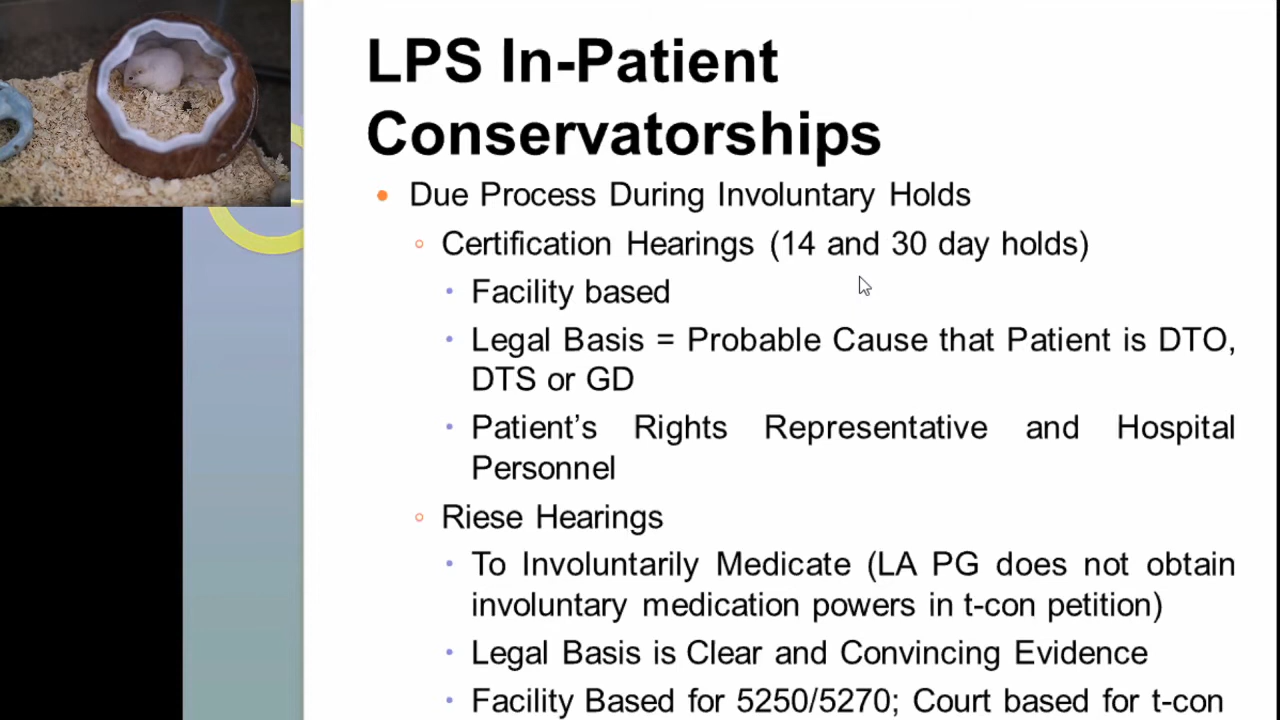 LPS In-Patient
Conservatorships
Due Process During Involuntary Holds
Certification Hearings (14 and 30 day holds)
Facility based
Legal Basis = Probable Cause that Patient is DTO,
DTS or GD
Patient’s Rights Representative and Hospital
Personnel
Riese Hearings
To Involuntarily Medicate (LA PG does not obtain
involuntary medication powers in t-con petition)
Legal Basis is Clear and Convincing Evidence
Facility Based for 5250/5270; Court based for t-con